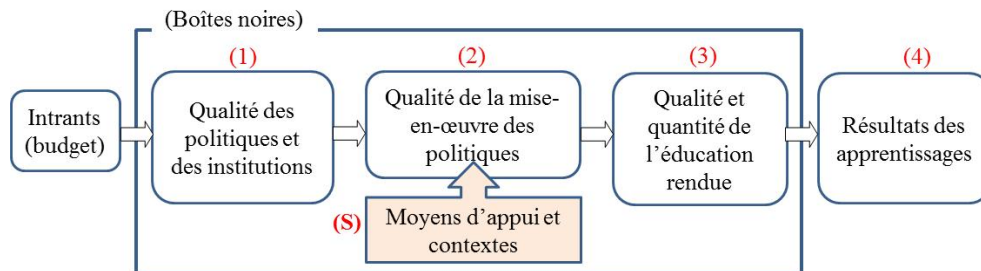 (Boîtes noires)
(1)
(2)
(3)
(4)
Intrants
(budget)
Qualité des
politiques et
des institutions
Qualité de la mise-
en-œuvre des
politiques
Qualité et
quantité de
l’éducation
rendue
Résultats des
apprentissages
(S)
Moyens d’appui et
contextes